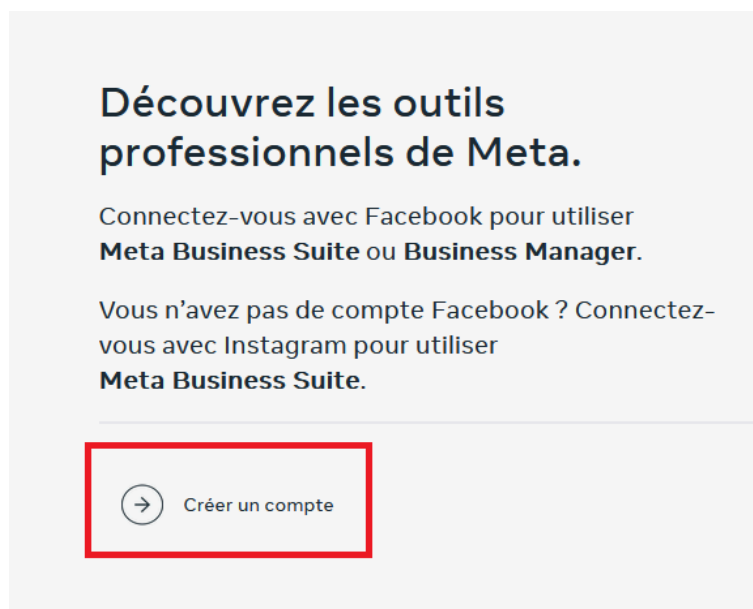 Découvrez les outils
professionnels de Meta.
Connectez-vous avec Facebook pour utiliser
Meta Business Suite ou Business Manager.
Vous n’avez pas de compte Facebook ? Connectez-
vous avec Instagram pour utiliser
Meta Business Suite.
Créer un compte